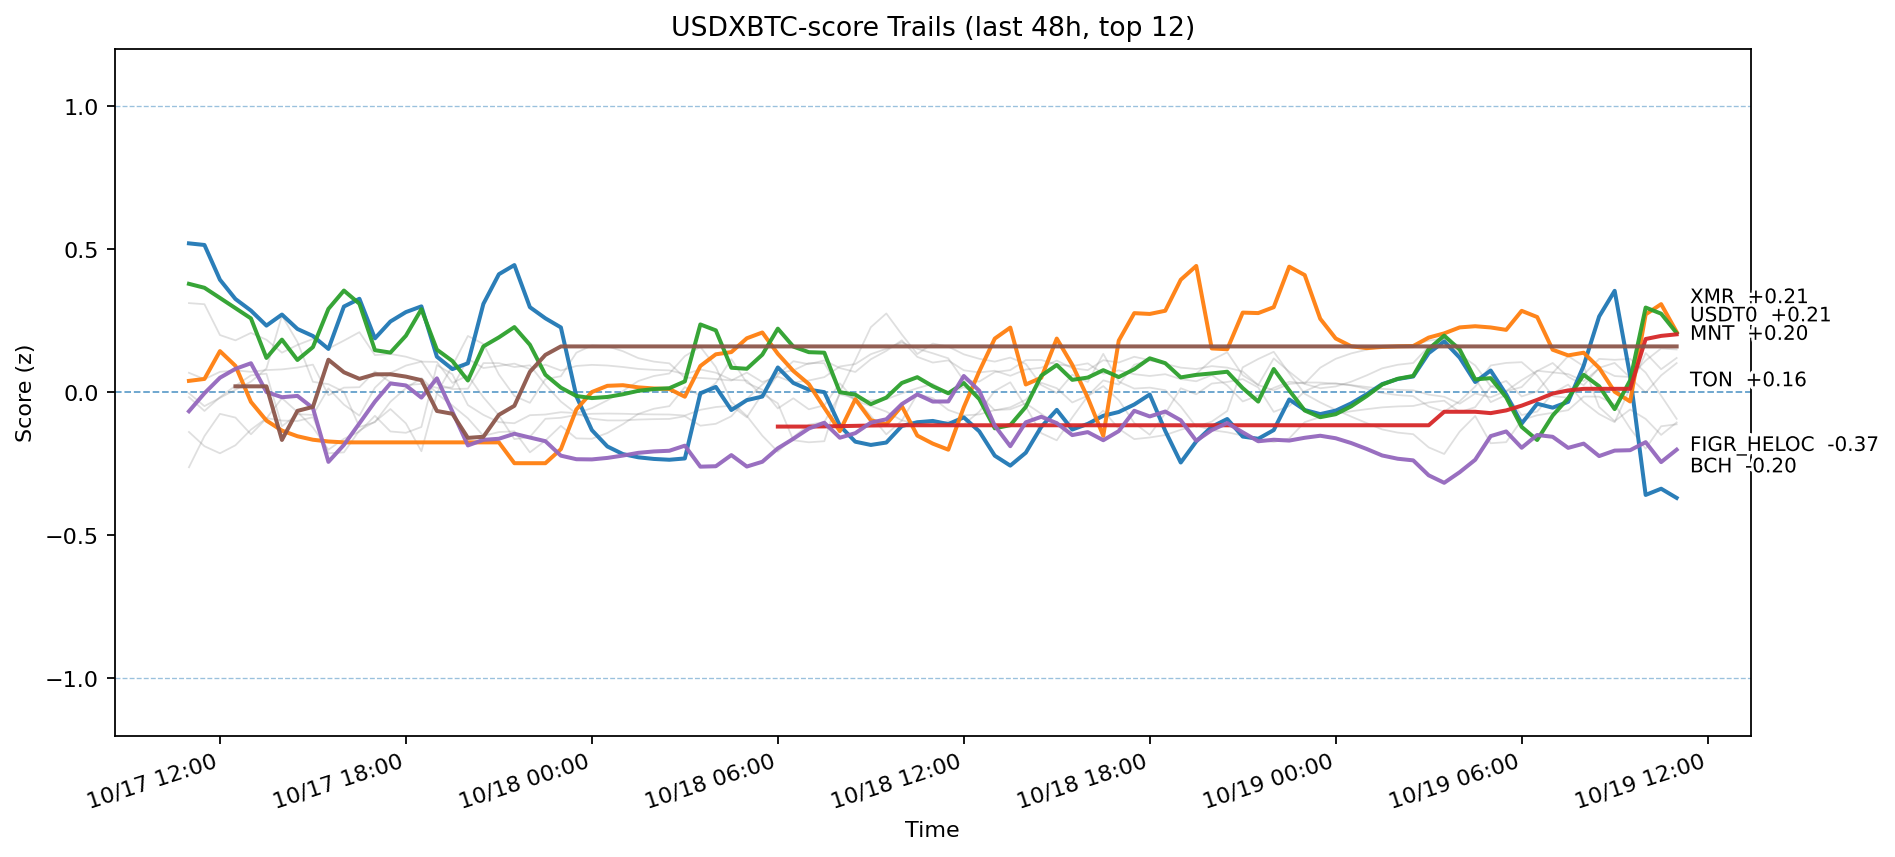 USDXBTC-score Trails (last 48h, top 12)
Score (z)
1.0
0.5
0.0
−0.5
−1.0
XMR +0.21
USDT0 +0.21
MNT +0.20
TON +0.16
FIGR_HELOC -0.37
BCH -0.20
10/17 12:00
10/17 18:00
10/18 00:00
10/18 06:00
10/18 12:00
10/18 18:00
10/19 00:00
10/19 06:00
10/19 12:00
Time